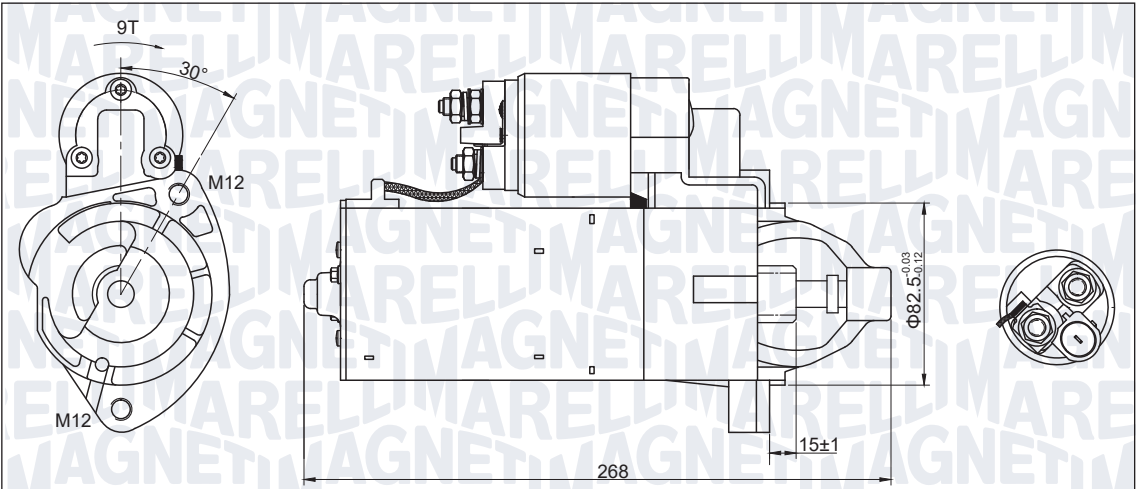 9T
30°
M12
M12
Φ82.5 -0.03 -0.12
15±1
268
MAGNETI MARELLI